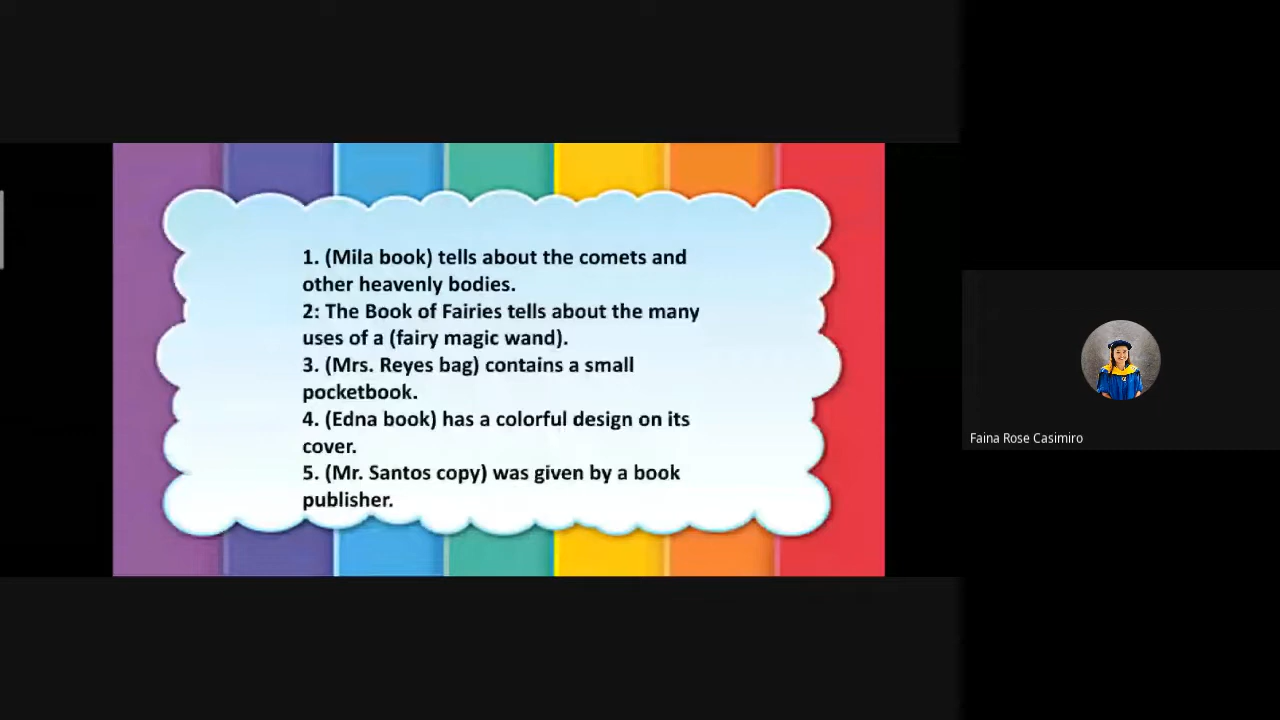 1. (Mila book) tells about the comets and
other heavenly bodies.
2: The Book of Fairies tells about the many
uses of a (fairy magic wand).
3. (Mrs. Reyes bag) contains a small
pocketbook.
4. (Edna book) has a colorful design on its
cover.
5. (Mr. Santos copy) was given by a book
publisher.
Faina Rose Casimiro